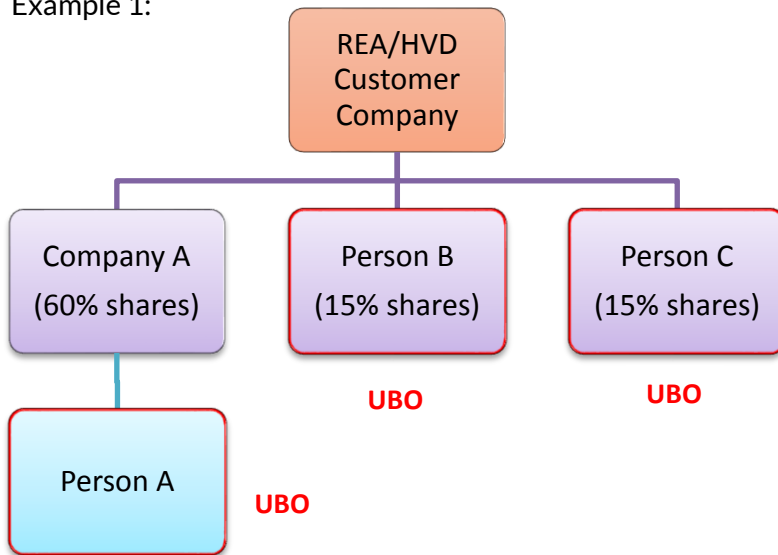 Example 1:
REA/HVD
Customer
Company
Company A
(60% shares)
Person B
(15% shares)
Person C
(15% shares)
UBO
UBO
Person A
UBO